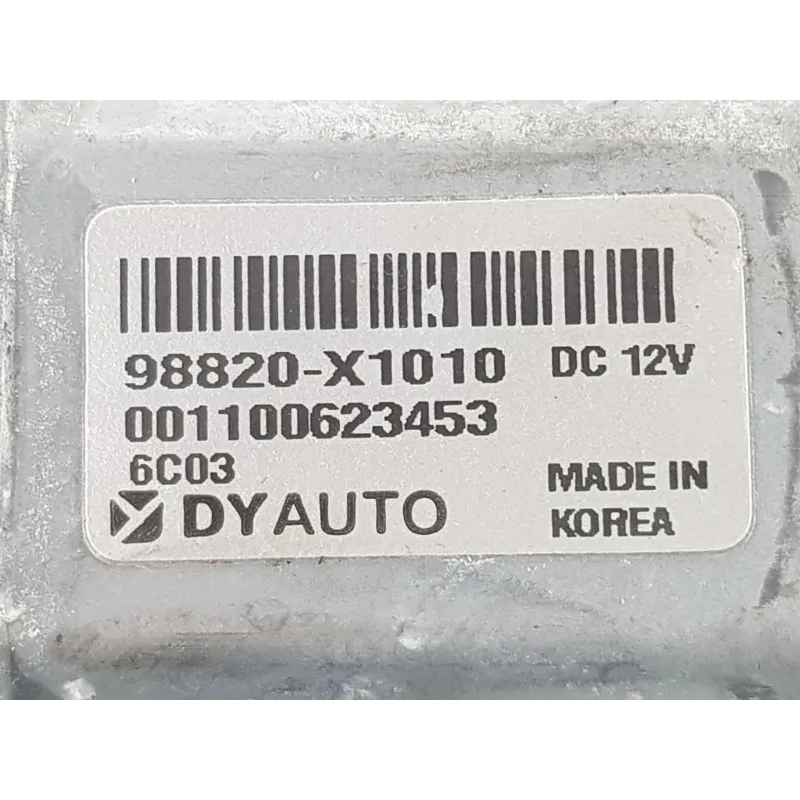 98820-X1010 DC 12V
001100623453
6C03
MADE IN
DYAUTO
KOREA